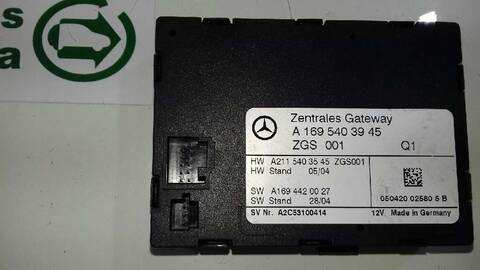 s
a
Zentrales Gateway
A 169 540 39 45
ZGS 001 Q1
HW A211 540 35 45 ZGS001
HW Stand 05/04
SW A169 442 00 27
SW Stand 28/04
050420 02580 5 B
SV Nr. A2C53100414 12V Made in Germany